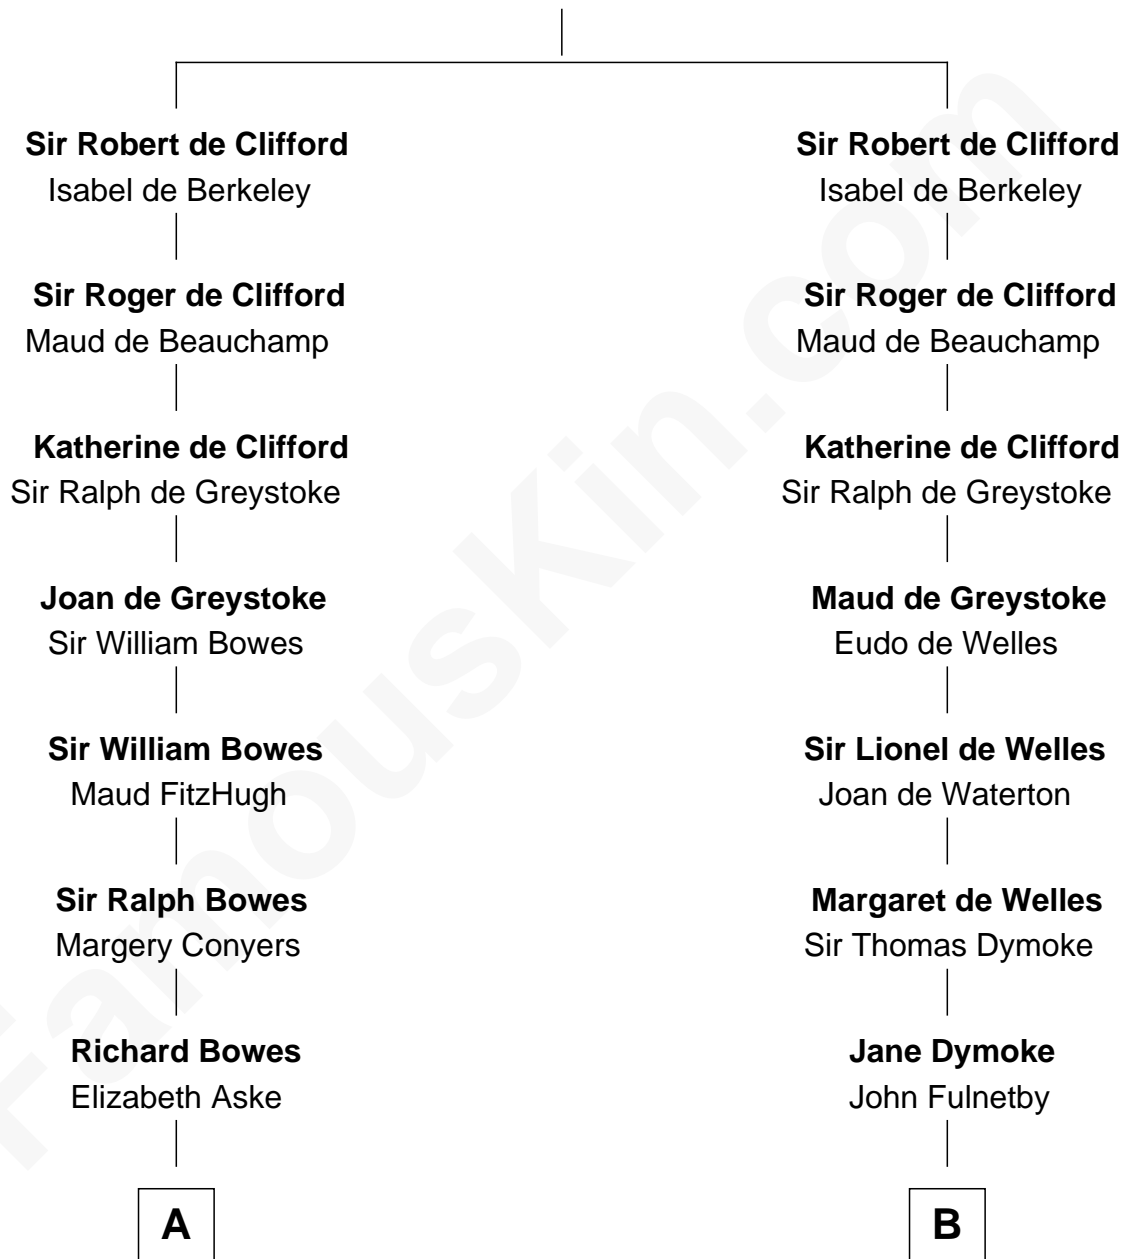 Sir Robert de Clifford
Isabel de Berkeley
Sir Roger de Clifford
Maud de Beauchamp
Katherine de Clifford
Sir Ralph de Greystoke
Joan de Greystoke
Sir William Bowes
Sir William Bowes
Maud FitzHugh
Sir Ralph Bowes
Margery Conyers
Richard Bowes
Elizabeth Aske
A
Sir Robert de Clifford
Isabel de Berkeley
Sir Roger de Clifford
Maud de Beauchamp
Katherine de Clifford
Sir Ralph de Greystoke
Maud de Greystoke
Eudo de Welles
Sir Lionel de Welles
Joan de Waterton
Margaret de Welles
Sir Thomas Dymoke
Jane Dymoke
John Fulnetby
B
FamousKin.com